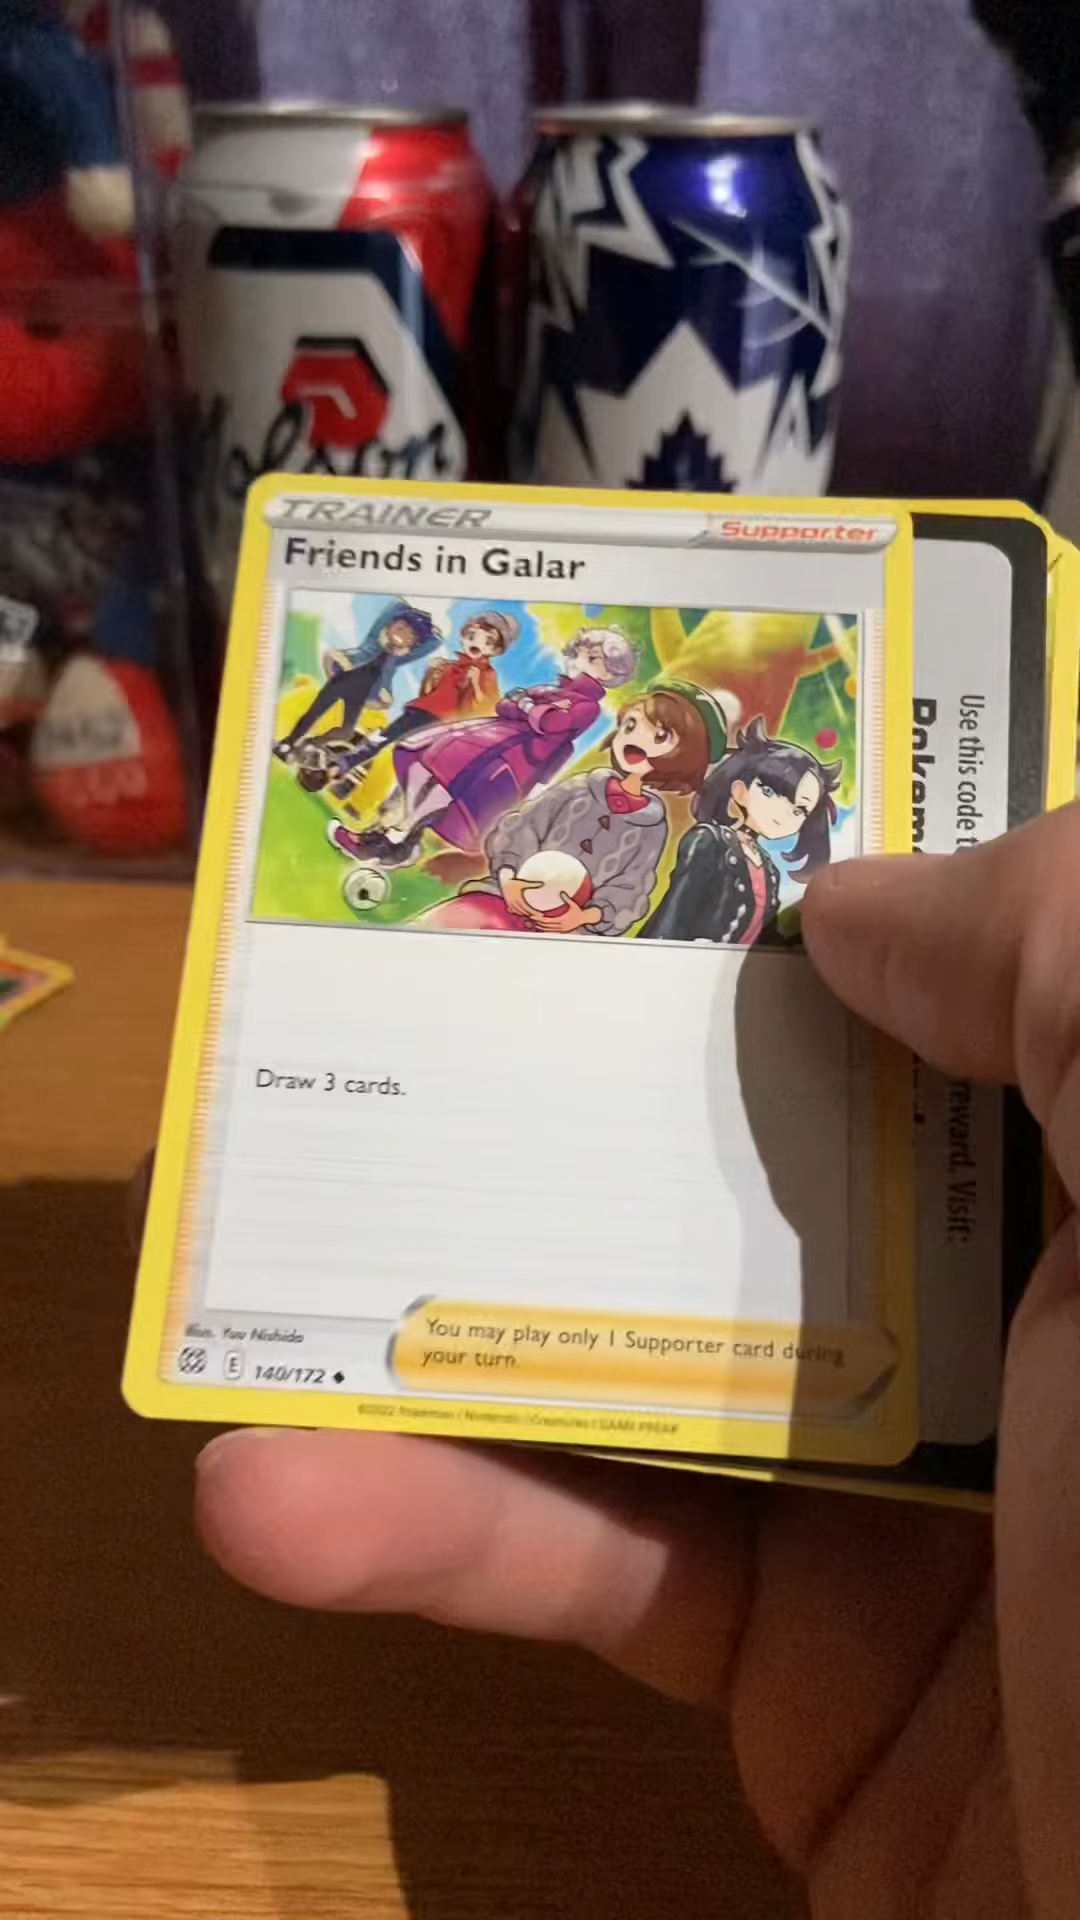 Molson
TRAINER
Supporter
Friends in Galar
Draw 3 cards.
Illus. Yuu Nishida
E
140/172
You may play only 1 Supporter card during
your turn.
©2022 Pokémon / Nintendo / Creatures / GAME FREAK
Use this code
reward. Visit: